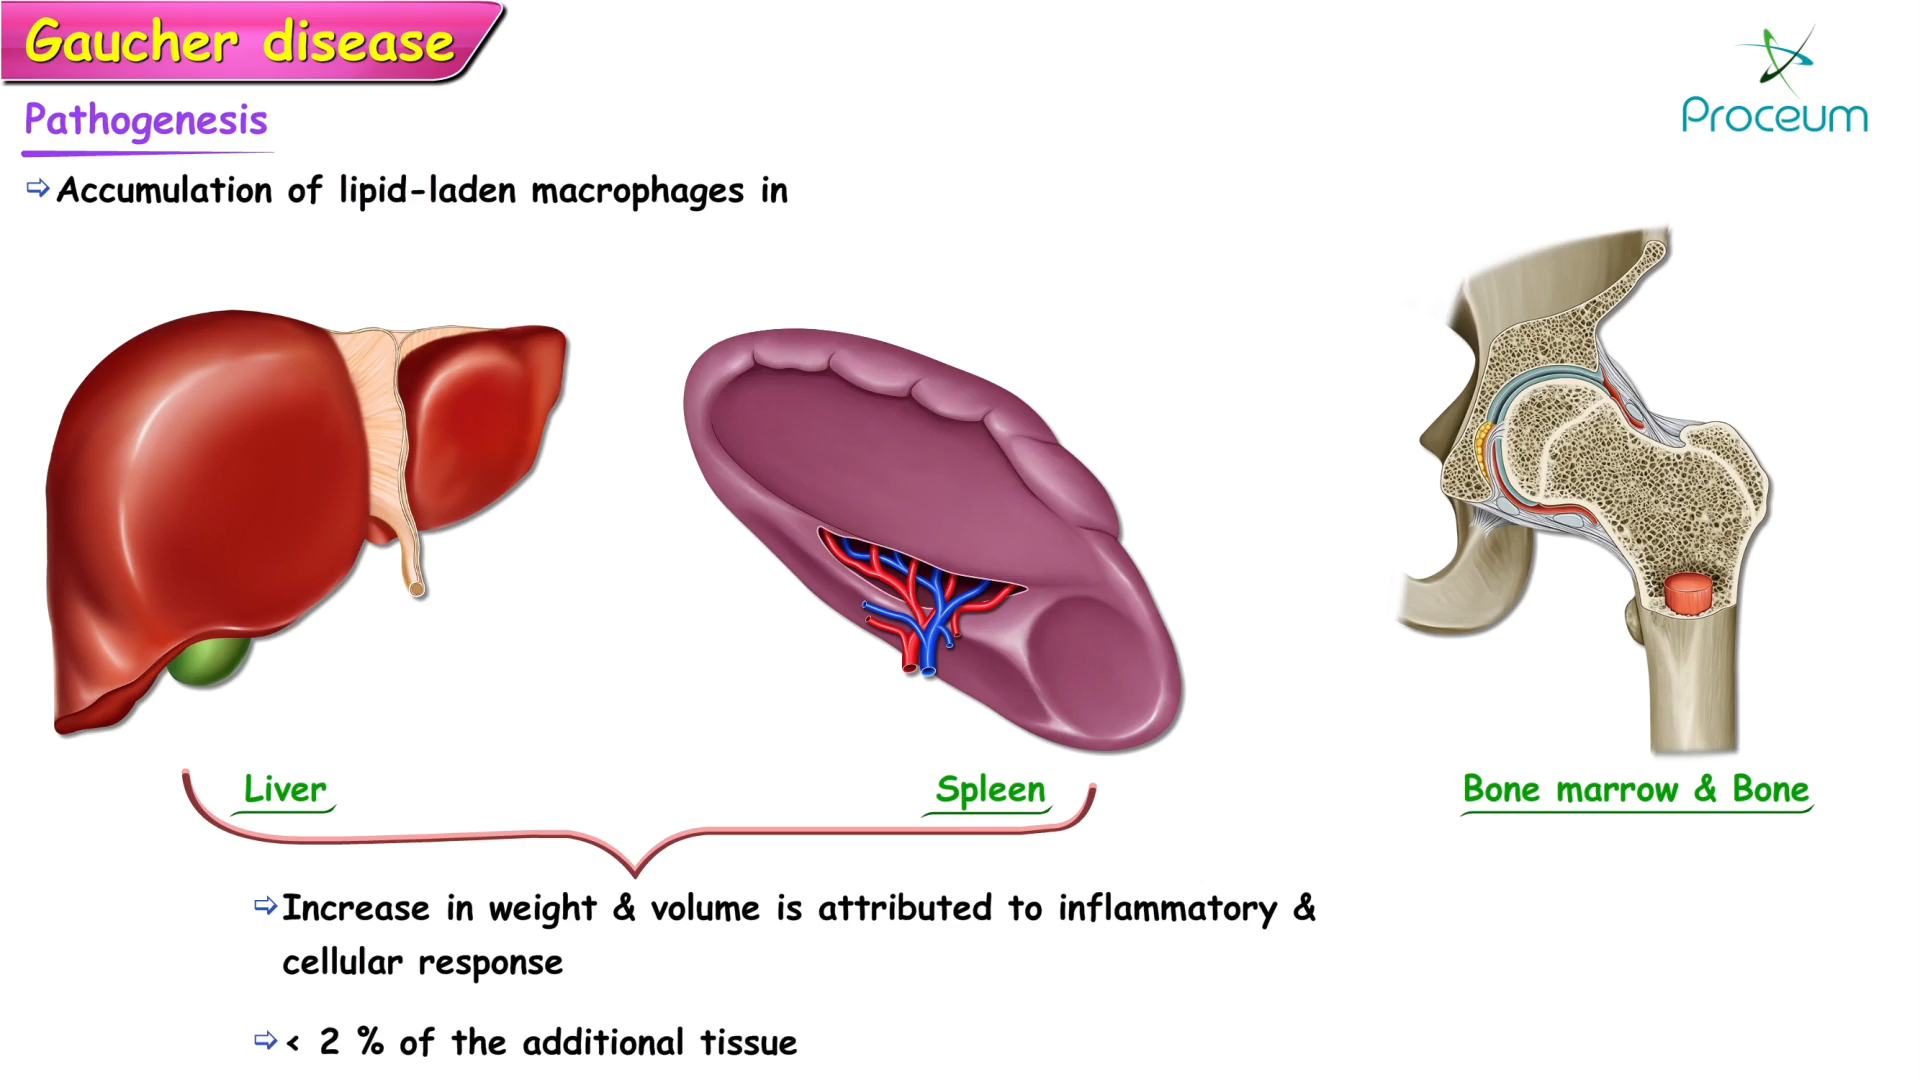 Gaucher disease
Proceum
Pathogenesis
⇨ Accumulation of lipid-laden macrophages in
Liver
Spleen
Bone marrow & Bone
⇨ Increase in weight & volume is attributed to inflammatory &
cellular response
⇨ < 2 % of the additional tissue